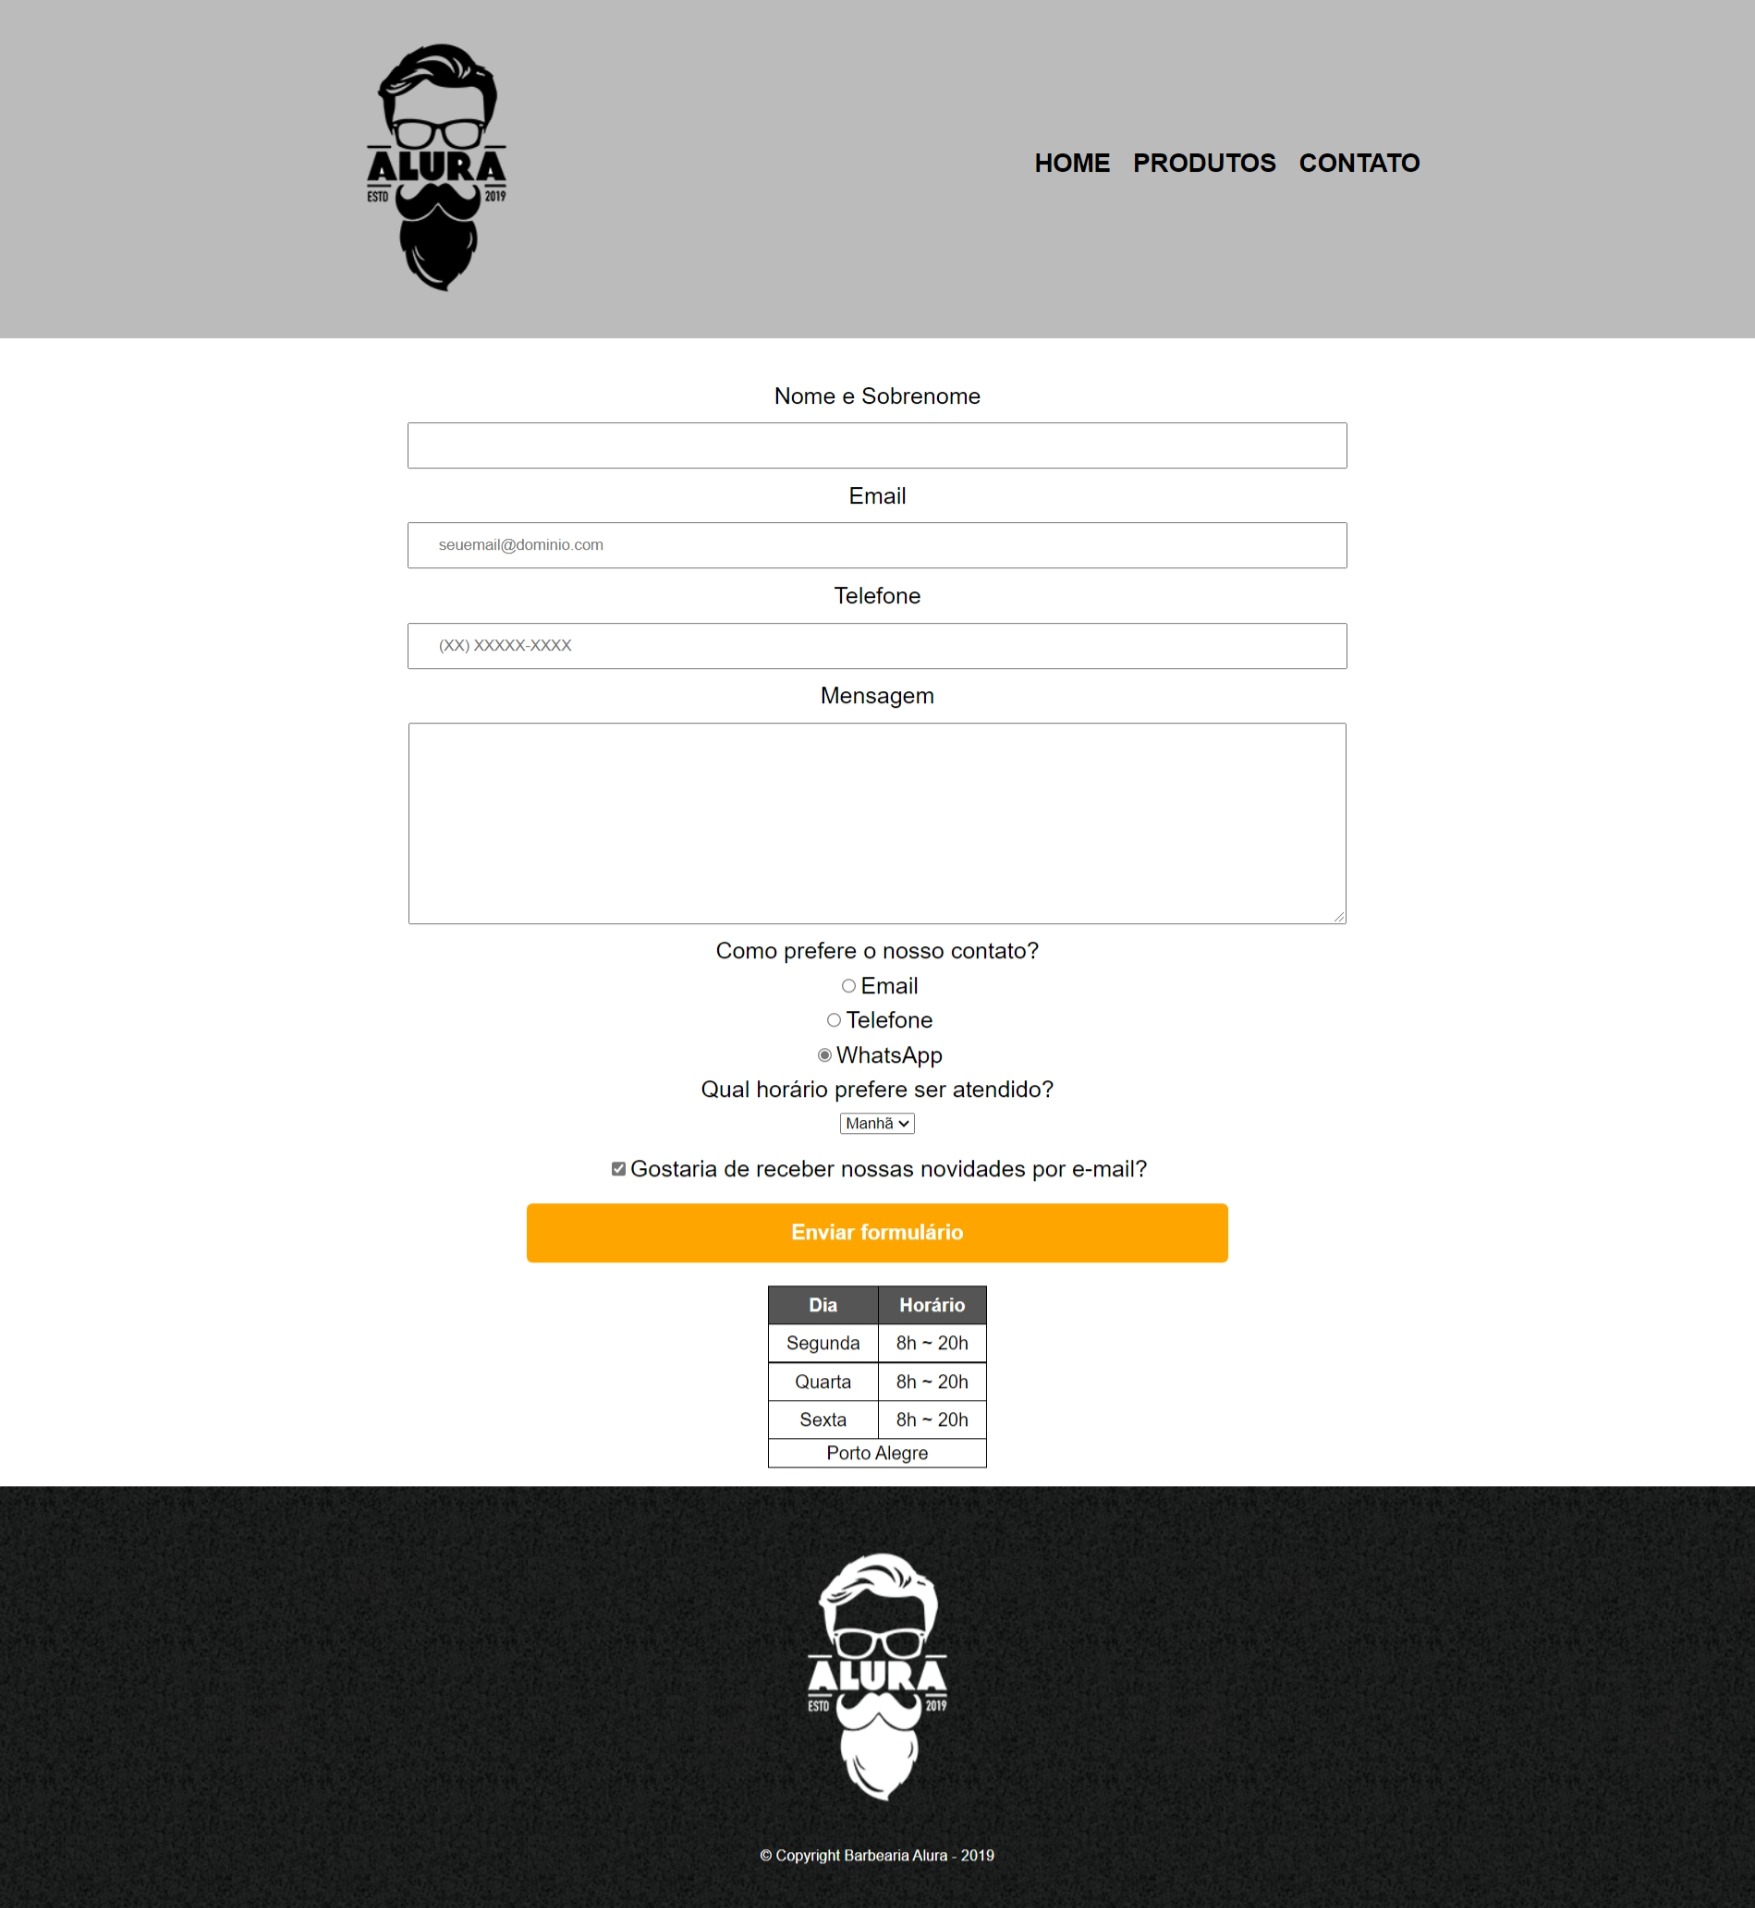 ALURA
ESTD 2019
HOME PRODUTOS CONTATO
Nome e Sobrenome
Email
seuemail@dominio.com
Telefone
(XX) XXXXX-XXXX
Mensagem
Como prefere o nosso contato?
Email
Telefone
WhatsApp
Qual horário prefere ser atendido?
Manhã
Gostaria de receber nossas novidades por e-mail?
Enviar formulário
Dia Horário
Segunda 8h ~ 20h
Quarta 8h ~ 20h
Sexta 8h ~ 20h
Porto Alegre
ALURA
ESTD 2019
© Copyright Barbearia Alura - 2019